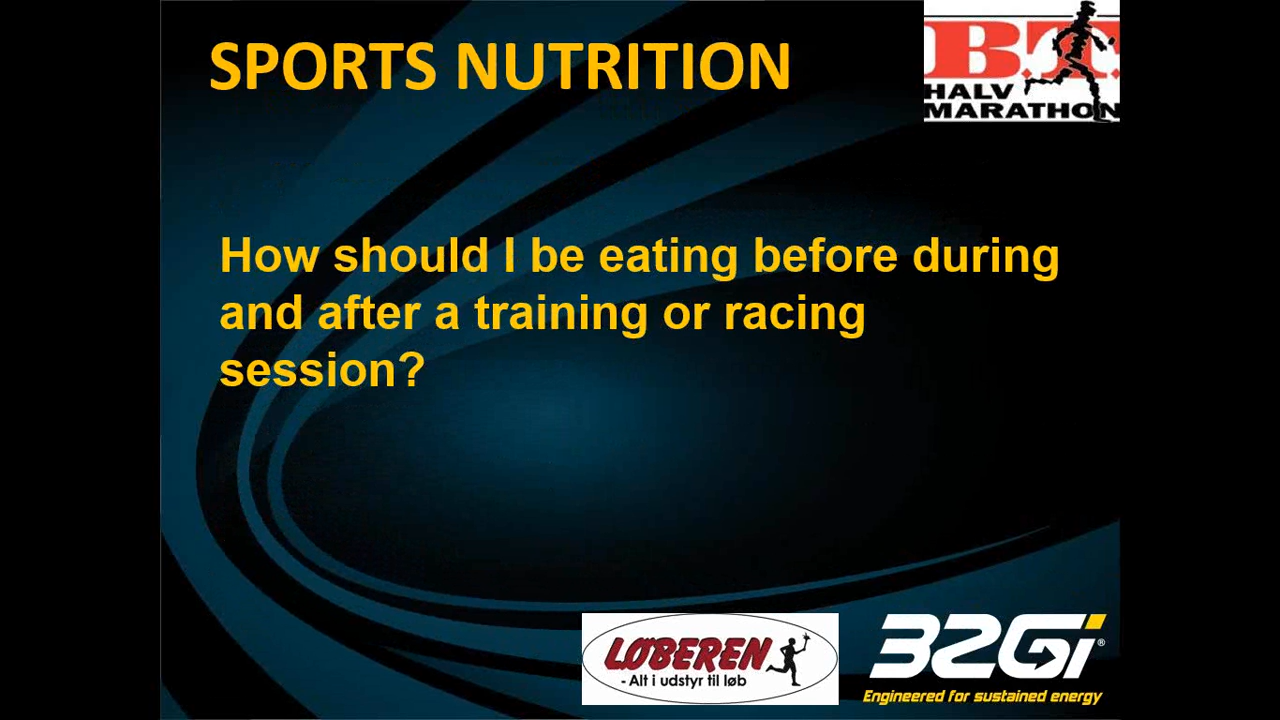 SPORTS NUTRITION
B.T.
HALV
MARATHON
How should I be eating before during
and after a training or racing
session?
LØBEREN
- Alt i udstyr til løb
32Gi®
Engineered for sustained energy